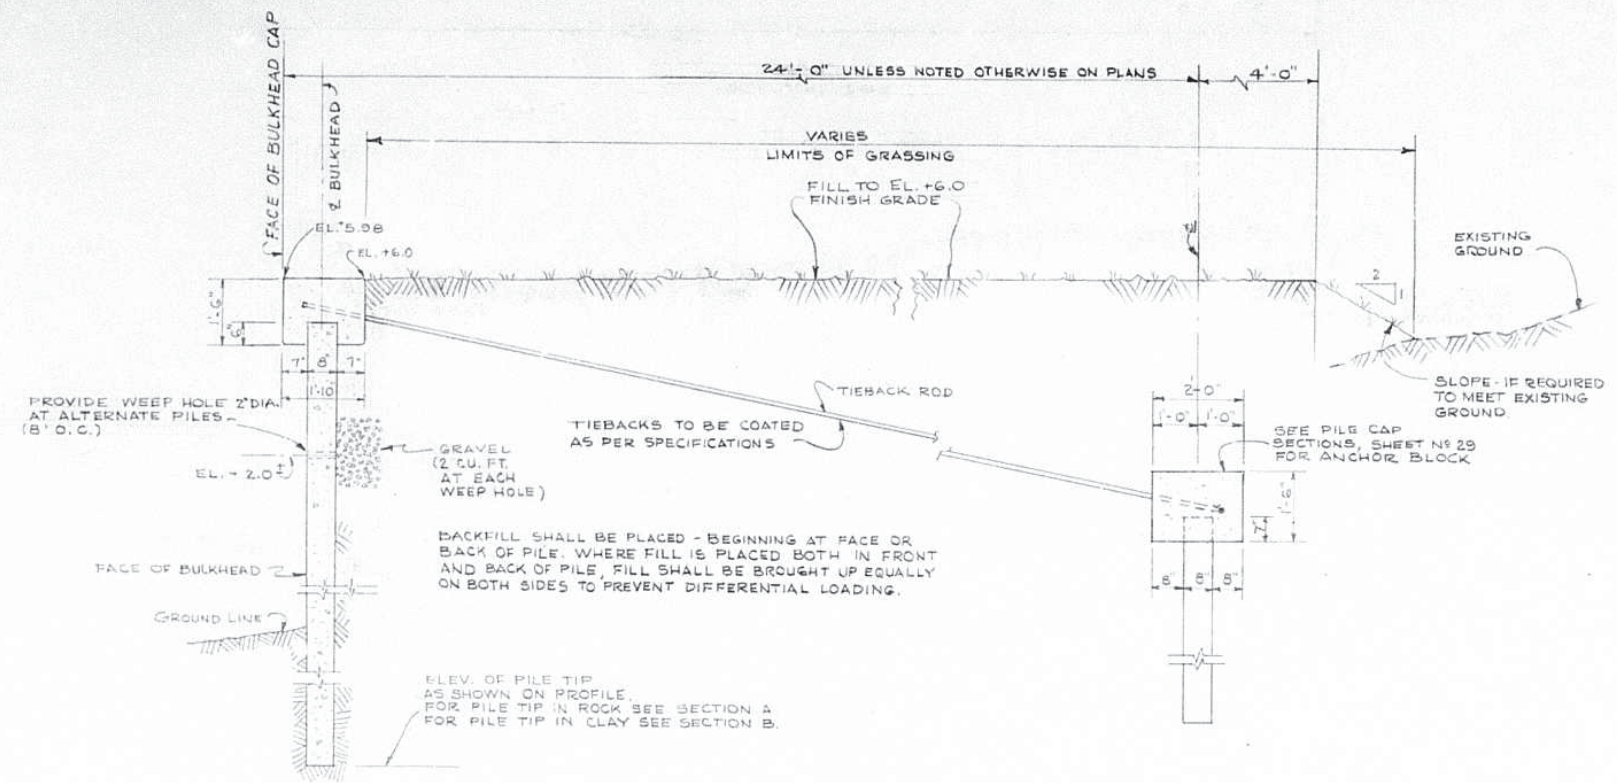 FACE OF BULKHEAD CAP
℄ BULKHEAD
24'-0" UNLESS NOTED OTHERWISE ON PLANS
4'-0"
VARIES
LIMITS OF GRASSING
FILL TO EL. +6.0
FINISH GRADE
EL. +5.98
EL. +6.0
EXISTING
GROUND
2
1
1'-6"
6"
7" 8" 7"
1'-10"
SLOPE-IF REQUIRED
TO MEET EXISTING
GROUND.
2'-0"
1'-0" 1'-0"
TIEBACK ROD
TIEBACKS TO BE COATED
AS PER SPECIFICATIONS
PROVIDE WEEP HOLE 2" DIA.
AT ALTERNATE PILES
(8' O.C.)
SEE PILE CAP
SECTIONS, SHEET Nº 29
FOR ANCHOR BLOCK
GRAVEL
(2 CU. FT.
AT EACH
WEEP HOLE)
EL. - 2.0 ±
1'-6"
7"
BACKFILL SHALL BE PLACED - BEGINNING AT FACE OR
BACK OF PILE. WHERE FILL IS PLACED BOTH IN FRONT
AND BACK OF PILE, FILL SHALL BE BROUGHT UP EQUALLY
ON BOTH SIDES TO PREVENT DIFFERENTIAL LOADING.
FACE OF BULKHEAD
8" 8" 8"
GROUND LINE
ELEV. OF PILE TIP
AS SHOWN ON PROFILE.
FOR PILE TIP IN ROCK SEE SECTION A
FOR PILE TIP IN CLAY SEE SECTION B.